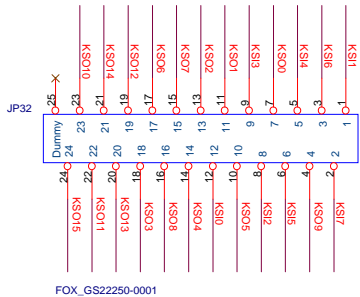 KSO10
KSO14
KSO12
KSO6
KSO7
KSO2
KSO1
KSI3
KSO0
KSI4
KSI6
KSI1
25
23
21
19
17
15
13
11
9
7
5
3
1
JP32
Dummy
23
21
19
17
15
13
11
9
7
5
3
1
24
22
20
18
16
14
12
10
8
6
4
2
24
22
20
18
16
14
12
10
8
6
4
2
KSO15
KSO11
KSO13
KSO3
KSO8
KSO4
KSI0
KSO5
KSI2
KSI5
KSO9
KSI7
FOX_GS22250-0001